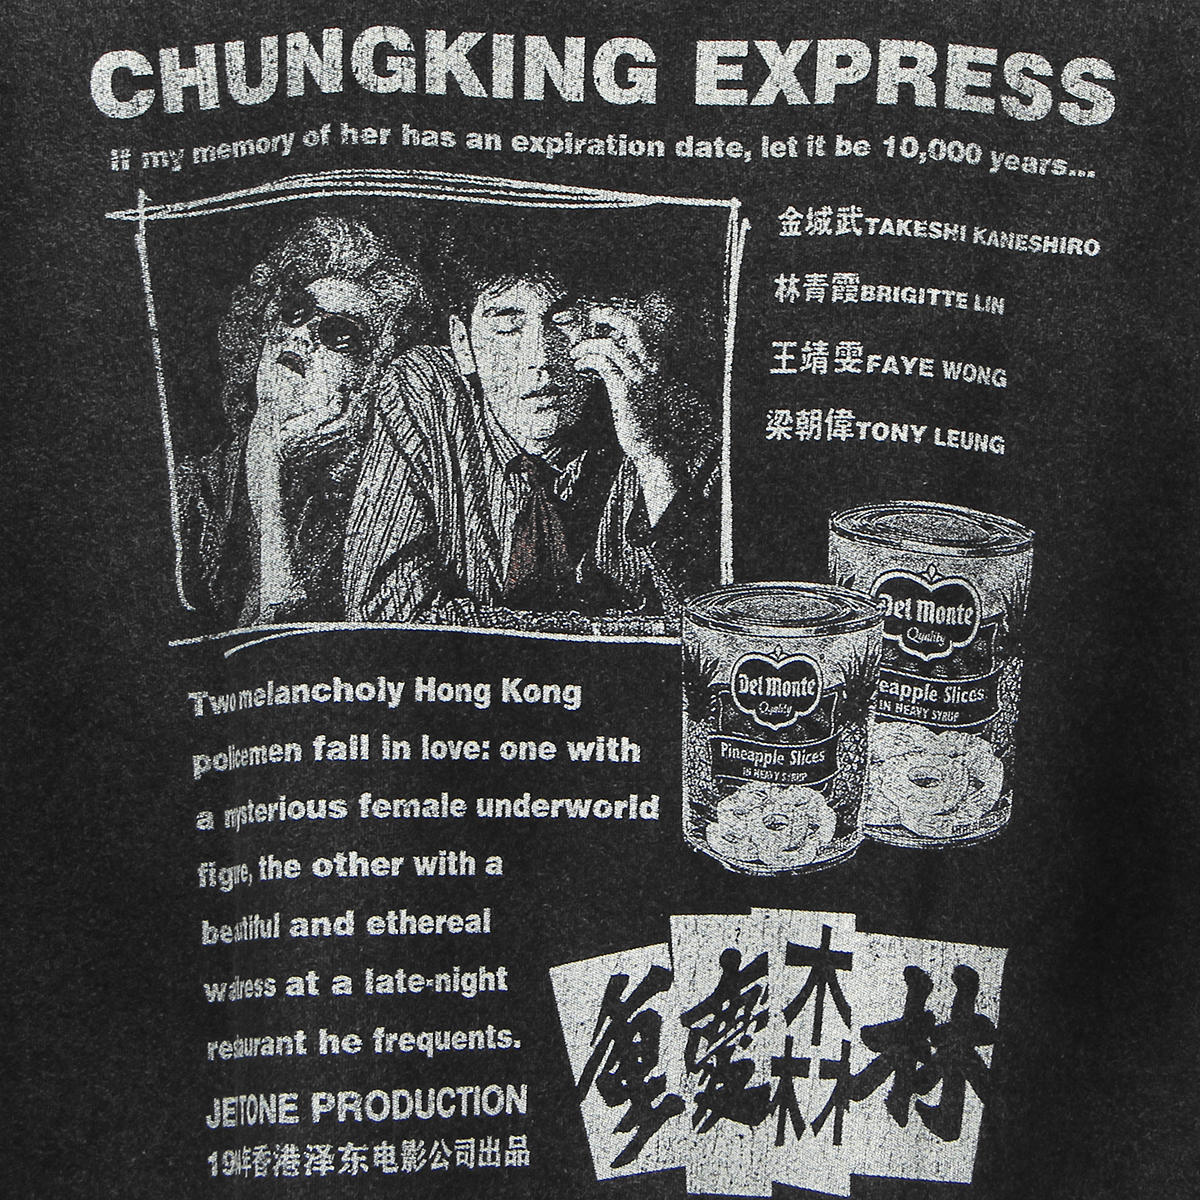 CHUNGKING EXPRESS
If my memory of her has an expiration date, let it be 10,000 years...
金城武TAKESHI KANESHIRO
林青霞BRIGITTE LIN
王靖雯FAYE WONG
梁朝偉TONY LEUNG
Del Monte
Quality
eapple Slices
IN HEAVY SYRUP
Del Monte
Quality
Pineapple Slices
IN HEAVY SYRUP
Two melancholy Hong Kong
policemen fall in love: one with
a mysterious female underworld
figure, the other with a
beautiful and ethereal
waitress at a late-night
restaurant he frequents.
JETONE PRODUCTION
香港泽东电影公司出品
重慶森林